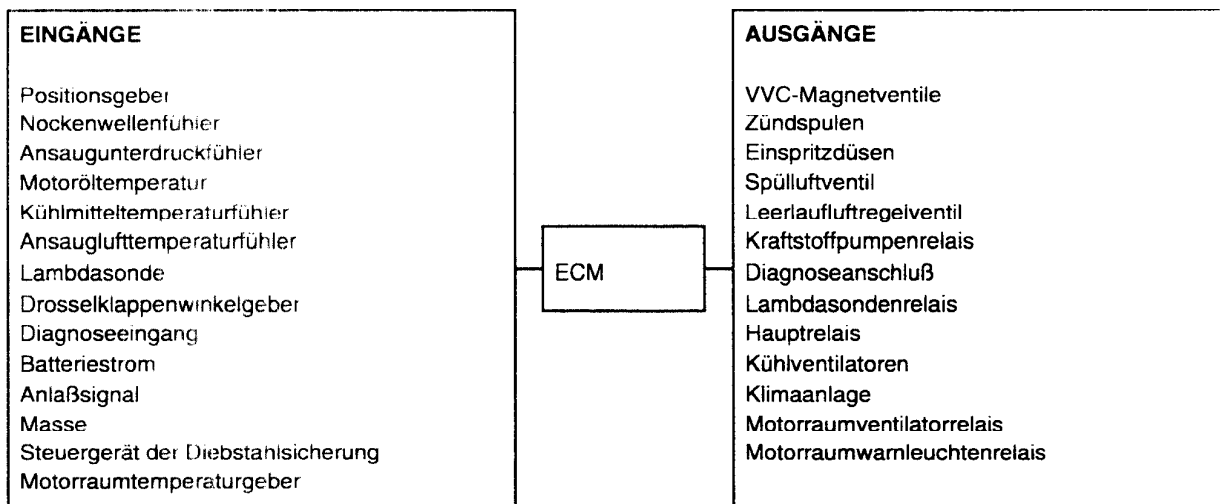 EINGÄNGE
Positionsgeber
Nockenwellenfühler
Ansaugunterdruckfühler
Motoröltemperatur
Kühlmitteltemperaturfühler
Ansauglufttemperaturfühler
Lambdasonde
Drosselklappenwinkelgeber
Diagnoseeingang
Batteriestrom
Anlaßsignal
Masse
Steuergerät der Diebstahlsicherung
Motorraumtemperaturgeber
ECM
AUSGÄNGE
VVC-Magnetventile
Zündspulen
Einspritzdüsen
Spülluftventil
Leerlaufluftregelventil
Kraftstoffpumpenrelais
Diagnoseanschluß
Lambdasondenrelais
Hauptrelais
Kühlventilatoren
Klimaanlage
Motorraumventilatorrelais
Motorraumwarnleuchtenrelais